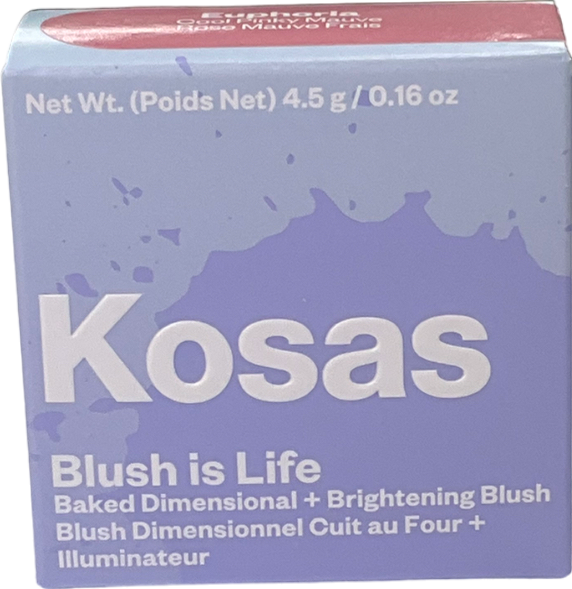 Euphoria
Cool Pinky Mauve
Rose Mauve Frais
Net Wt. (Poids Net) 4.5 g / 0.16 oz
Kosas
Blush is Life
Baked Dimensional + Brightening Blush
Blush Dimensionnel Cuit au Four +
Illuminateur